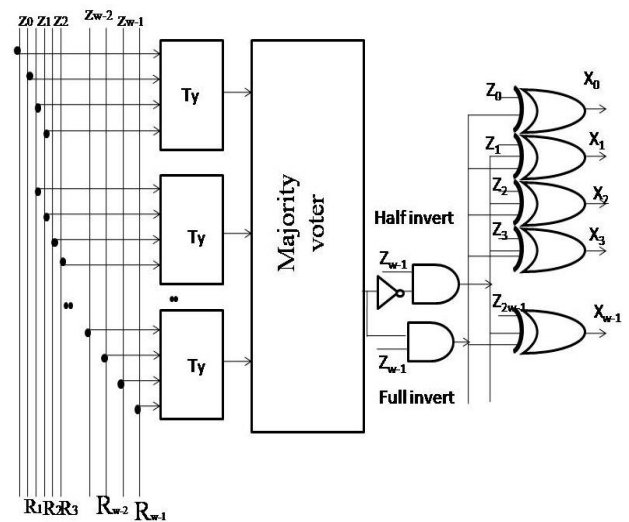 Z0 Z1 Z2 Zw-2 Zw-1
Ty
Ty
Ty
Majority
voter
Half invert
Zw-1
Zw-1
Full invert
Z0
X0
Z1
X1
Z2
X2
Z3
X3
Z2w-1
Xw-1
R1 R2 R3 Rw-2 Rw-1